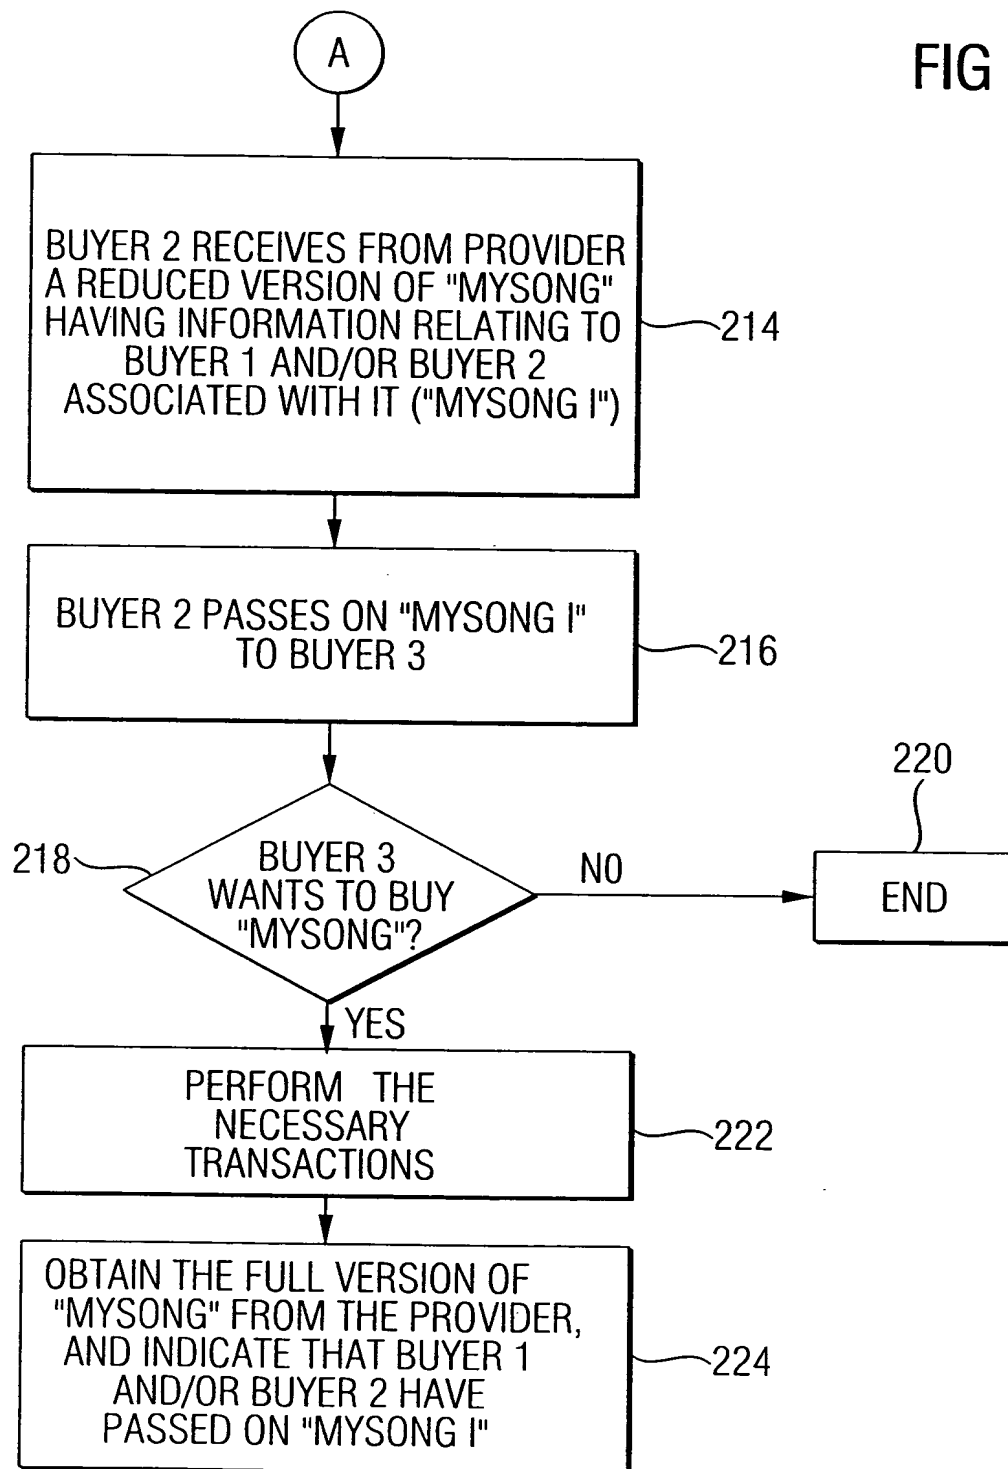 A
FIG
BUYER 2 RECEIVES FROM PROVIDER
A REDUCED VERSION OF "MYSONG"
HAVING INFORMATION RELATING TO
BUYER 1 AND/OR BUYER 2
ASSOCIATED WITH IT ("MYSONG I")
214
BUYER 2 PASSES ON "MYSONG I"
TO BUYER 3
216
218
BUYER 3
WANTS TO BUY
"MYSONG"?
NO
220
END
YES
PERFORM THE
NECESSARY
TRANSACTIONS
222
OBTAIN THE FULL VERSION OF
"MYSONG" FROM THE PROVIDER,
AND INDICATE THAT BUYER 1
AND/OR BUYER 2 HAVE
PASSED ON "MYSONG I"
224